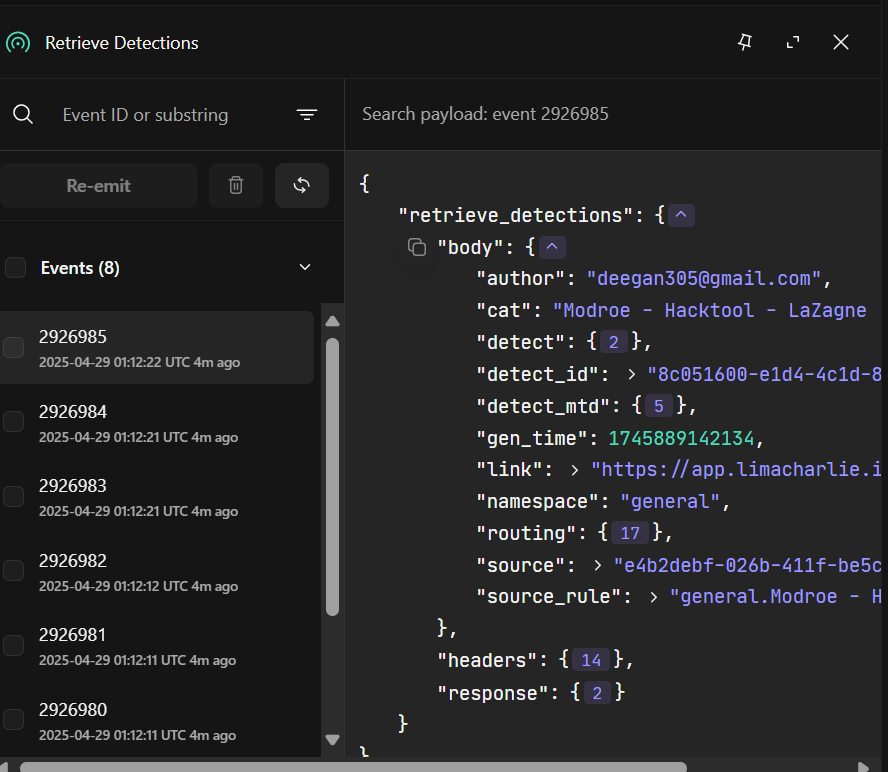 Retrieve Detections
Event ID or substring
Search payload: event 2926985
Re-emit
Events (8)
2926985
2025-04-29 01:12:22 UTC 4m ago
2926984
2025-04-29 01:12:21 UTC 4m ago
2926983
2025-04-29 01:12:21 UTC 4m ago
2926982
2025-04-29 01:12:12 UTC 4m ago
2926981
2025-04-29 01:12:11 UTC 4m ago
2926980
2025-04-29 01:12:11 UTC 4m ago
{
"retrieve_detections": {
"body": {
"author": "deegan305@gmail.com",
"cat": "Modroe - Hacktool - LaZagne
"detect": { 2 },
"detect_id": > "8c051600-e1d4-4c1d-8
"detect_mtd": { 5 },
"gen_time": 1745889142134,
"link": > "https://app.limacharlie.i
"namespace": "general",
"routing": { 17 },
"source": > "e4b2debf-026b-411f-be5c
"source_rule": > "general.Modroe - H
},
"headers": { 14 },
"response": { 2 }
}
}